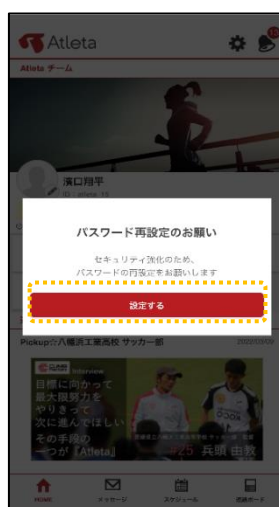 Atleta
Atleta チーム
濱口翔平
パスワード再設定のお願い
セキュリティ強化のため、
パスワードの再設定をお願いします
設定する
Pickup☆八幡浜工業高校 サッカー部
Interview
目標に向かって
最大限努力を
やりきって
次に進んでほしい
その手段の
一つが『Atleta』
#25 兵頭 由教
HOME
メッセージ
スケジュール